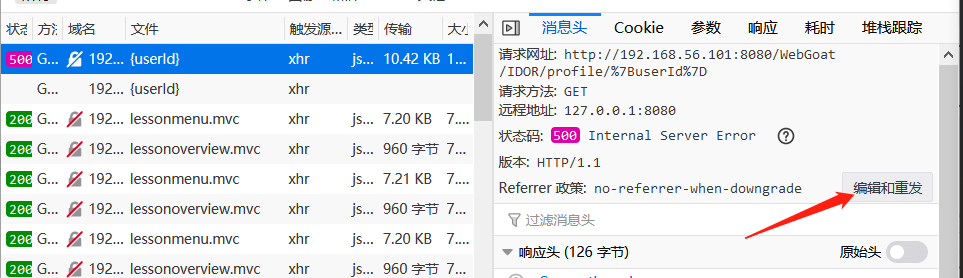 状态 方法 域名 文件 触发源... 类型 传输 大小
500 G... 192... {userId} xhr js... 10.42 KB 1...
G... 192... {userId} xhr
200 G... 192... lessonmenu.mvc xhr js... 7.20 KB 7....
200 G... 192... lessonoverview.mvc xhr js... 960 字节 7...
200 G... 192... lessonmenu.mvc xhr js... 7.21 KB 7....
200 G... 192... lessonoverview.mvc xhr js... 960 字节 7...
200 G... 192... lessonmenu.mvc xhr js... 7.20 KB 7....
200 G... 192... lessonoverview.mvc xhr js... 960 字节 7...
消息头 Cookie 参数 响应 耗时 堆栈跟踪
请求网址: http://192.168.56.101:8080/WebGoat
/IDOR/profile/%7BuserId%7D
请求方法: GET
远程地址: 127.0.0.1:8080
状态码: 500 Internal Server Error
版本: HTTP/1.1
Referrer 政策: no-referrer-when-downgrade 编辑和重发
过滤消息头
响应头 (126 字节) 原始头